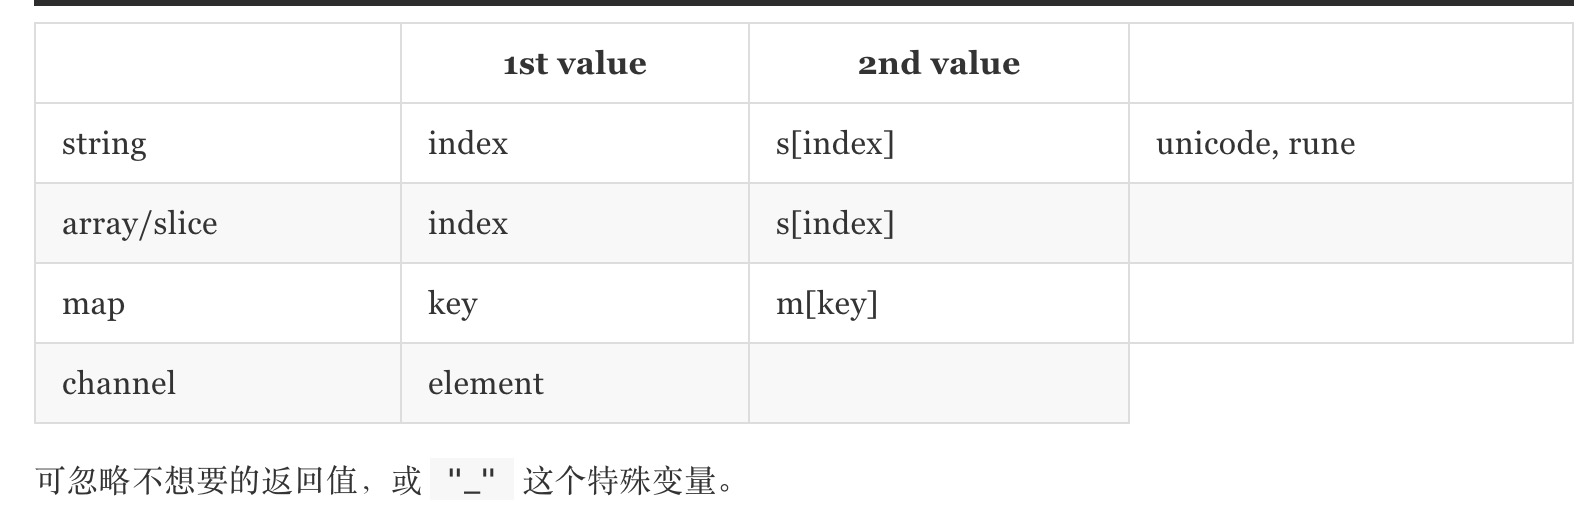 1st value 2nd value
string index s[index] unicode, rune
array/slice index s[index]
map key m[key]
channel element
可忽略不想要的返回值，或 "_" 这个特殊变量。